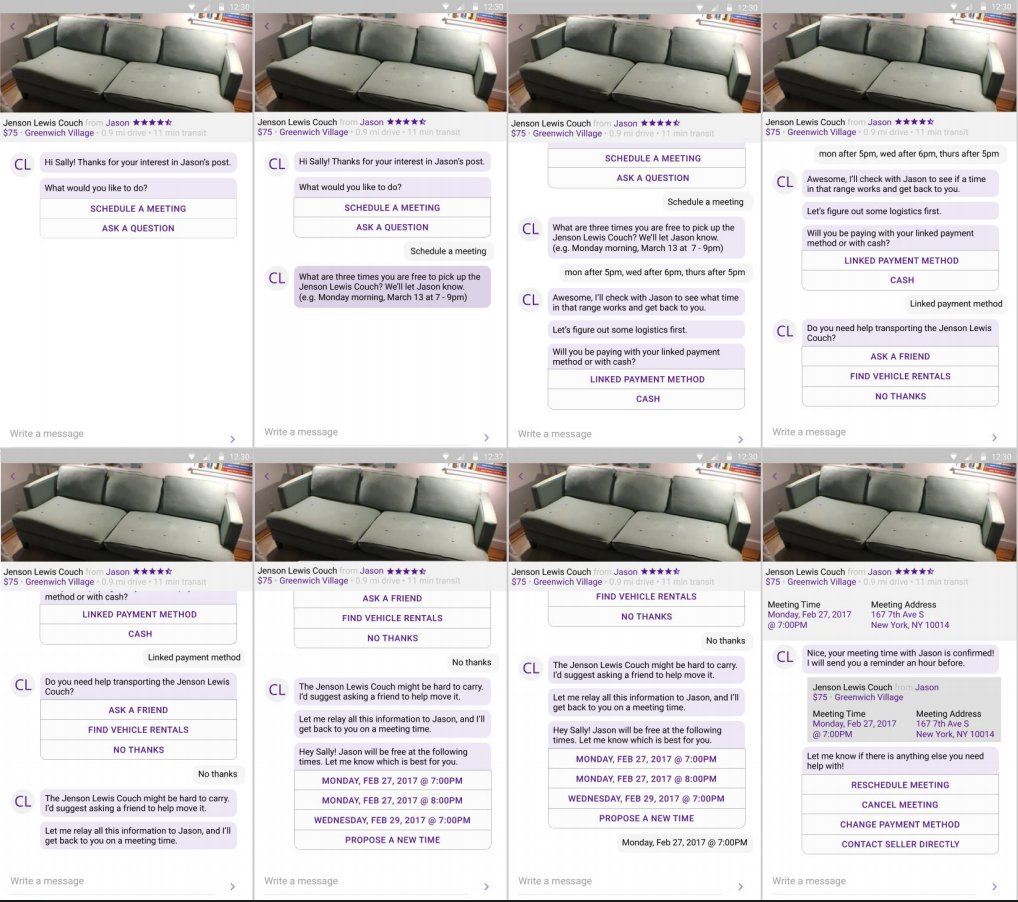 12:30
Jenson Lewis Couch from Jason
$75 · Greenwich Village · 0.9 mi drive • 11 min transit
CL
Hi Sally! Thanks for your interest in Jason's post.
What would you like to do?
SCHEDULE A MEETING
ASK A QUESTION
Write a message
12:30
Jenson Lewis Couch from Jason
$75 · Greenwich Village · 0.9 mi drive • 11 min transit
CL
Hi Sally! Thanks for your interest in Jason's post.
What would you like to do?
SCHEDULE A MEETING
ASK A QUESTION
Schedule a meeting
CL
What are three times you are free to pick up the
Jenson Lewis Couch? We'll let Jason know.
(e.g. Monday morning, March 13 at 7 - 9pm)
Write a message
12:30
Jenson Lewis Couch from Jason
$75 · Greenwich Village · 0.9 mi drive • 11 min transit
SCHEDULE A MEETING
ASK A QUESTION
Schedule a meeting
CL
What are three times you are free to pick up the
Jenson Lewis Couch? We'll let Jason know.
(e.g. Monday morning, March 13 at 7 - 9pm)
mon after 5pm, wed after 6pm, thurs after 5pm
CL
Awesome, I'll check with Jason to see what time
in that range works and get back to you.
Let's figure out some logistics first.
Will you be paying with your linked payment
method or with cash?
LINKED PAYMENT METHOD
CASH
Write a message
12:30
Jenson Lewis Couch from Jason
$75 · Greenwich Village · 0.9 mi drive • 11 min transit
mon after 5pm, wed after 6pm, thurs after 5pm
CL
Awesome, I'll check with Jason to see if a time
in that range works and get back to you.
Let's figure out some logistics first.
Will you be paying with your linked payment
method or with cash?
LINKED PAYMENT METHOD
CASH
Linked payment method
CL
Do you need help transporting the Jenson Lewis
Couch?
ASK A FRIEND
FIND VEHICLE RENTALS
NO THANKS
Write a message
12:30
Jenson Lewis Couch from Jason
$75 · Greenwich Village · 0.9 mi drive • 11 min transit
method or with cash?
LINKED PAYMENT METHOD
CASH
Linked payment method
CL
Do you need help transporting the Jenson Lewis
Couch?
ASK A FRIEND
FIND VEHICLE RENTALS
NO THANKS
No thanks
CL
The Jenson Lewis Couch might be hard to carry.
I'd suggest asking a friend to help move it.
Let me relay all this information to Jason, and I'll
get back to you on a meeting time.
Write a message
12:37
Jenson Lewis Couch from Jason
$75 · Greenwich Village · 0.9 mi drive • 11 min transit
ASK A FRIEND
FIND VEHICLE RENTALS
NO THANKS
No thanks
CL
The Jenson Lewis Couch might be hard to carry.
I'd suggest asking a friend to help move it.
Let me relay all this information to Jason, and I'll
get back to you on a meeting time.
Hey Sally! Jason will be free at the following
times. Let me know which is best for you.
MONDAY, FEB 27, 2017 @ 7:00PM
MONDAY, FEB 27, 2017 @ 8:00PM
WEDNESDAY, FEB 29, 2017 @ 7:00PM
PROPOSE A NEW TIME
Write a message
12:30
Jenson Lewis Couch from Jason
$75 · Greenwich Village · 0.9 mi drive • 11 min transit
FIND VEHICLE RENTALS
NO THANKS
No thanks
CL
The Jenson Lewis Couch might be hard to carry.
I'd suggest asking a friend to help move it.
Let me relay all this information to Jason, and I'll
get back to you on a meeting time.
Hey Sally! Jason will be free at the following
times. Let me know which is best for you.
MONDAY, FEB 27, 2017 @ 7:00PM
MONDAY, FEB 27, 2017 @ 8:00PM
WEDNESDAY, FEB 29, 2017 @ 7:00PM
PROPOSE A NEW TIME
Monday, Feb 27, 2017 @ 7:00PM
Write a message
12:30
Jenson Lewis Couch from Jason
$75 · Greenwich Village · 0.9 mi drive • 11 min transit
Meeting Time
Monday, Feb 27, 2017
@ 7:00PM
Meeting Address
167 7th Ave S
New York, NY 10014
CL
Nice, your meeting time with Jason is confirmed!
I will send you a reminder an hour before.
Jenson Lewis Couch from Jason
$75 · Greenwich Village
Meeting Time
Monday, Feb 27, 2017
@ 7:00PM
Meeting Address
167 7th Ave S
New York, NY 10014
Let me know if there is anything else you need
help with!
RESCHEDULE MEETING
CANCEL MEETING
CHANGE PAYMENT METHOD
CONTACT SELLER DIRECTLY
Write a message